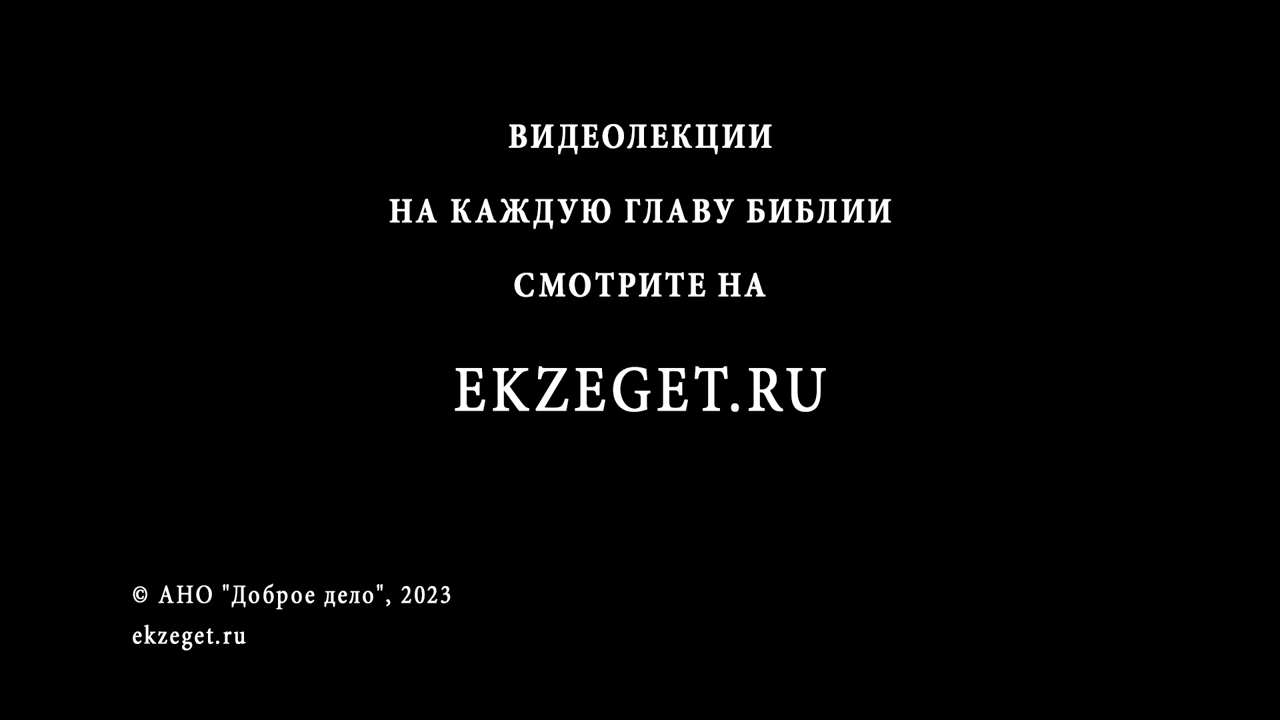 ВИДЕОЛЕКЦИИ
НА КАЖДУЮ ГЛАВУ БИБЛИИ
СМОТРИТЕ НА
EKZEGET.RU
© АНО "Доброе дело", 2023
ekzeget.ru